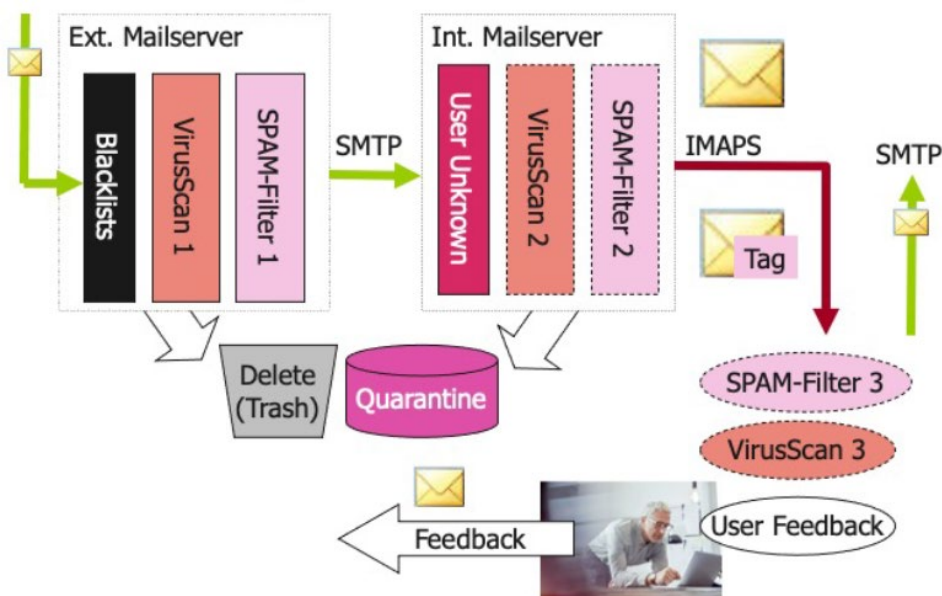 Ext. Mailserver
Blacklists
VirusScan 1
SPAM-Filter 1
SMTP
Int. Mailserver
User Unknown
VirusScan 2
SPAM-Filter 2
IMAPS
Tag
SMTP
Delete
(Trash)
Quarantine
SPAM-Filter 3
VirusScan 3
User Feedback
Feedback